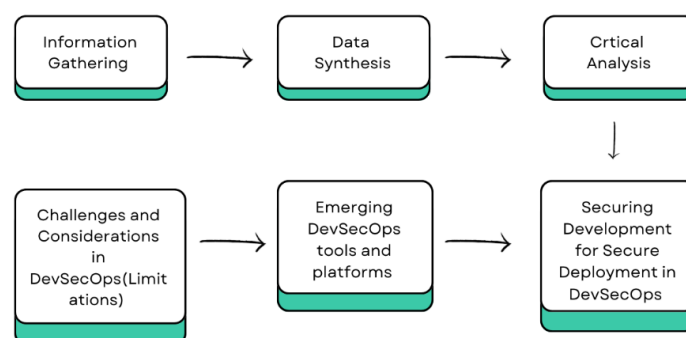 Information
Gathering
Data
Synthesis
Crtical
Analysis
Challenges and
Considerations
in
DevSecOps(Limit
ations)
Emerging
DevSecOps
tools and
platforms
Securing
Development
for Secure
Deployment in
DevSecOps